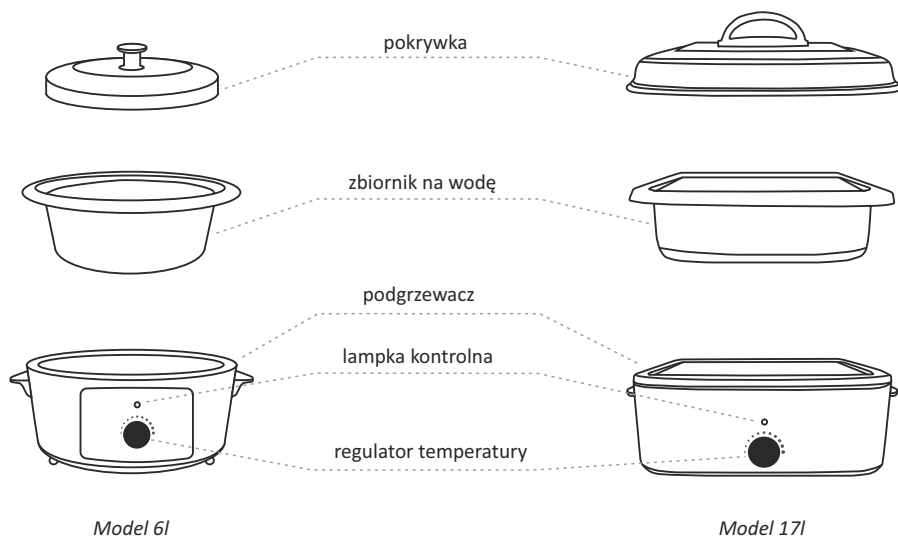 pokrywka
zbiornik na wodę
podgrzewacz
lampka kontrolna
regulator temperatury
Model 6l
Model 17l